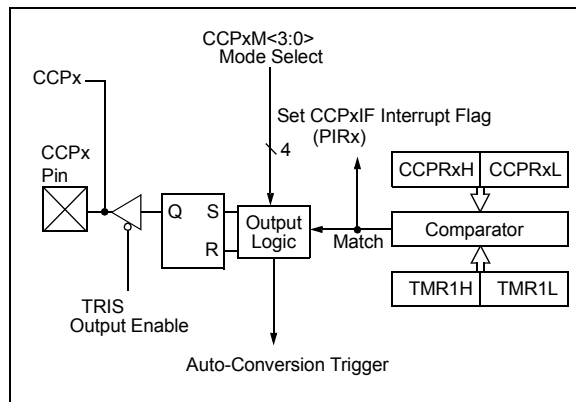 CCPxM<3:0>
Mode Select
CCPx
Set CCPxIF Interrupt Flag
(PIRx)
4
CCPx
Pin
CCPRxH CCPRxL
Q S
Output
Logic
Comparator
R
Match
TRIS
Output Enable
TMR1H TMR1L
Auto-Conversion Trigger